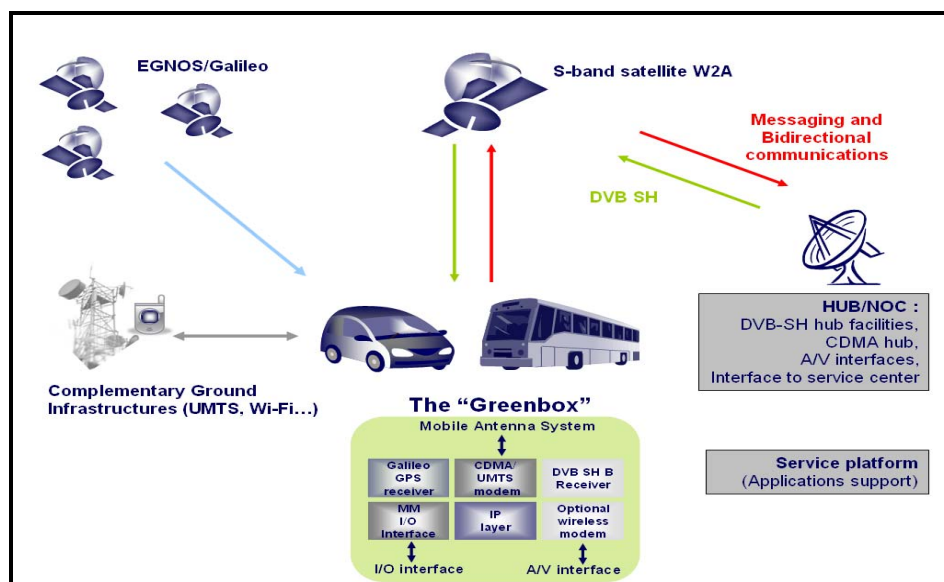 EGNOS/Galileo
S-band satellite W2A
Messaging and
Bidirectional
communications
DVB SH
HUB/NOC :
DVB-SH hub facilities,
CDMA hub,
A/V interfaces,
Interface to service center
Complementary Ground
Infrastructures (UMTS, Wi-Fi...)
The “Greenbox”
Mobile Antenna System
Galileo
GPS
receiver
CDMA/
UMTS
modem
DVB SH B
Receiver
MM
I/O
Interface
IP
layer
Optional
wireless
modem
I/O interface
A/V interface
Service platform
(Applications support)